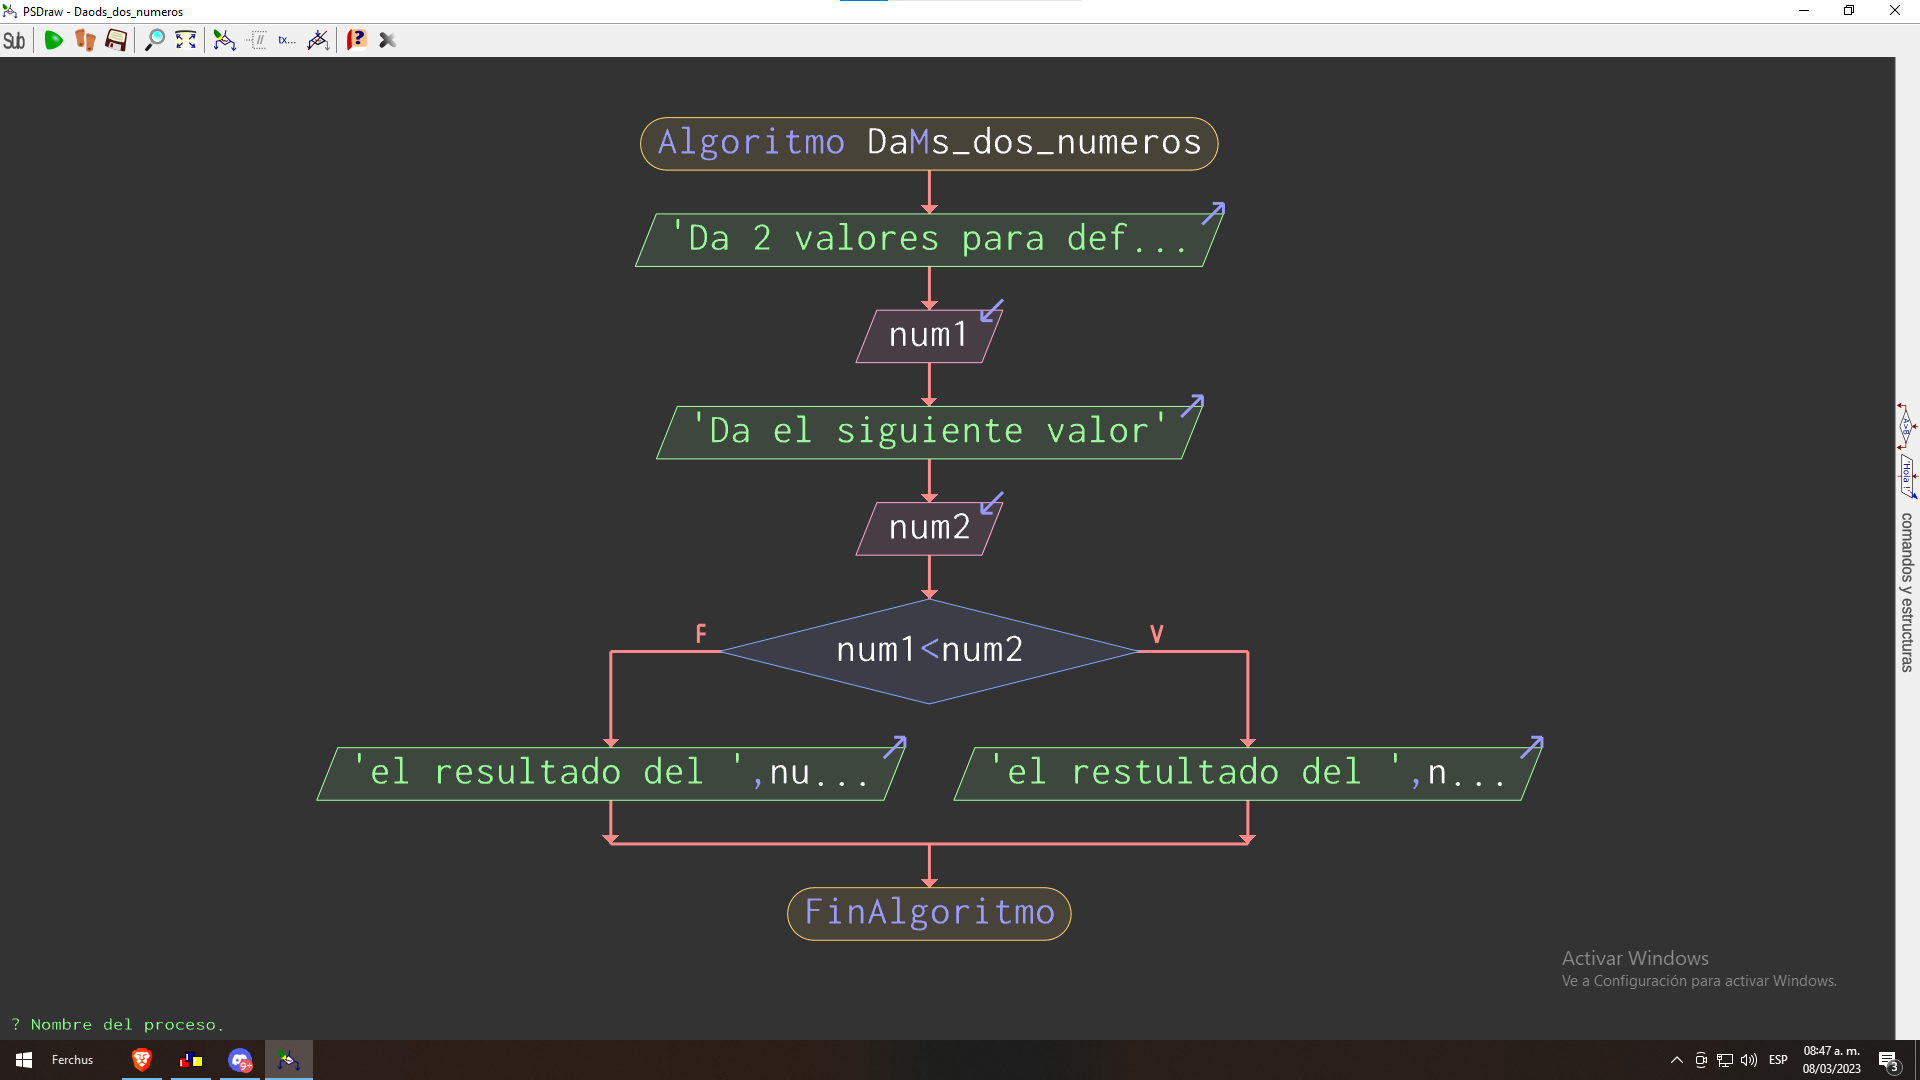 PSDraw - Daods_dos_numeros
Sub
tx...
Algoritmo DaMs_dos_numeros
'Da 2 valores para def...
num1
'Da el siguiente valor'
num2
num1<num2
F
V
'el resultado del ',nu...
'el restultado del ',n...
FinAlgoritmo
A>B
'Hola !'
comandos y estructuras
Activar Windows
Ve a Configuración para activar Windows.
? Nombre del proceso.
Ferchus
9+
ESP
08:47 a. m.
08/03/2023
3